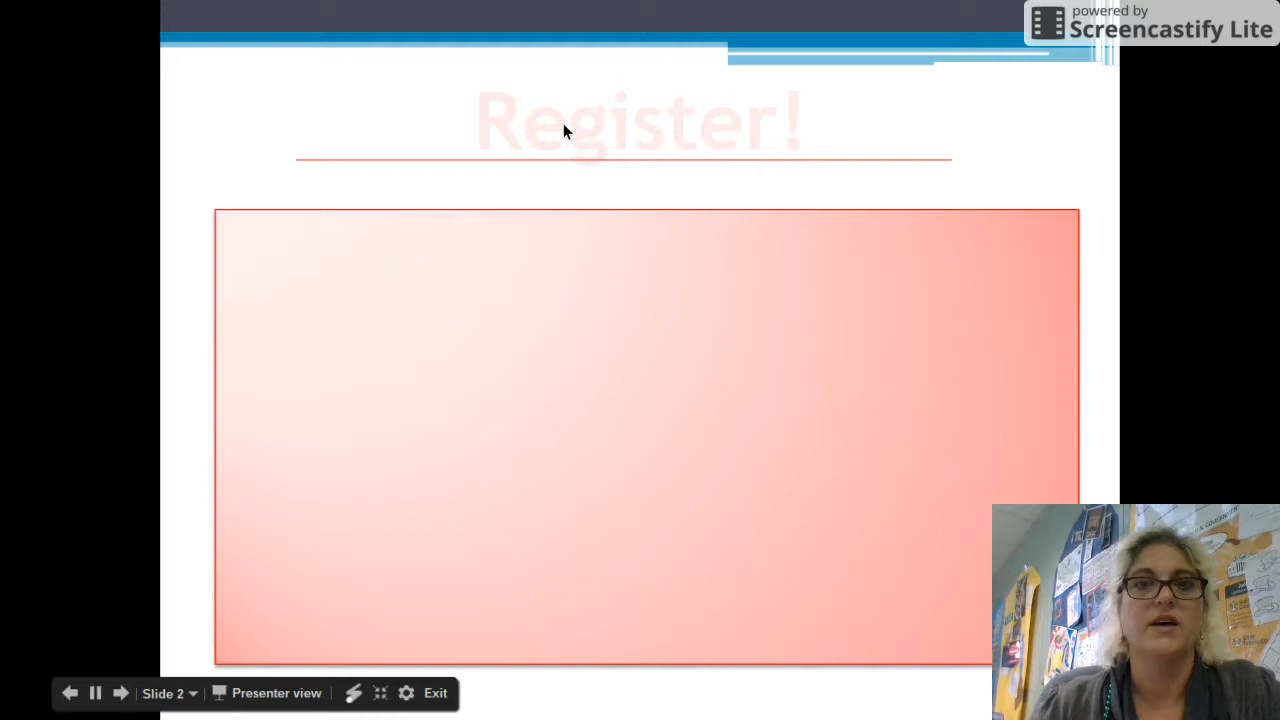 powered by
Screencastify Lite
Register!
Slide 2
Presenter view
Exit